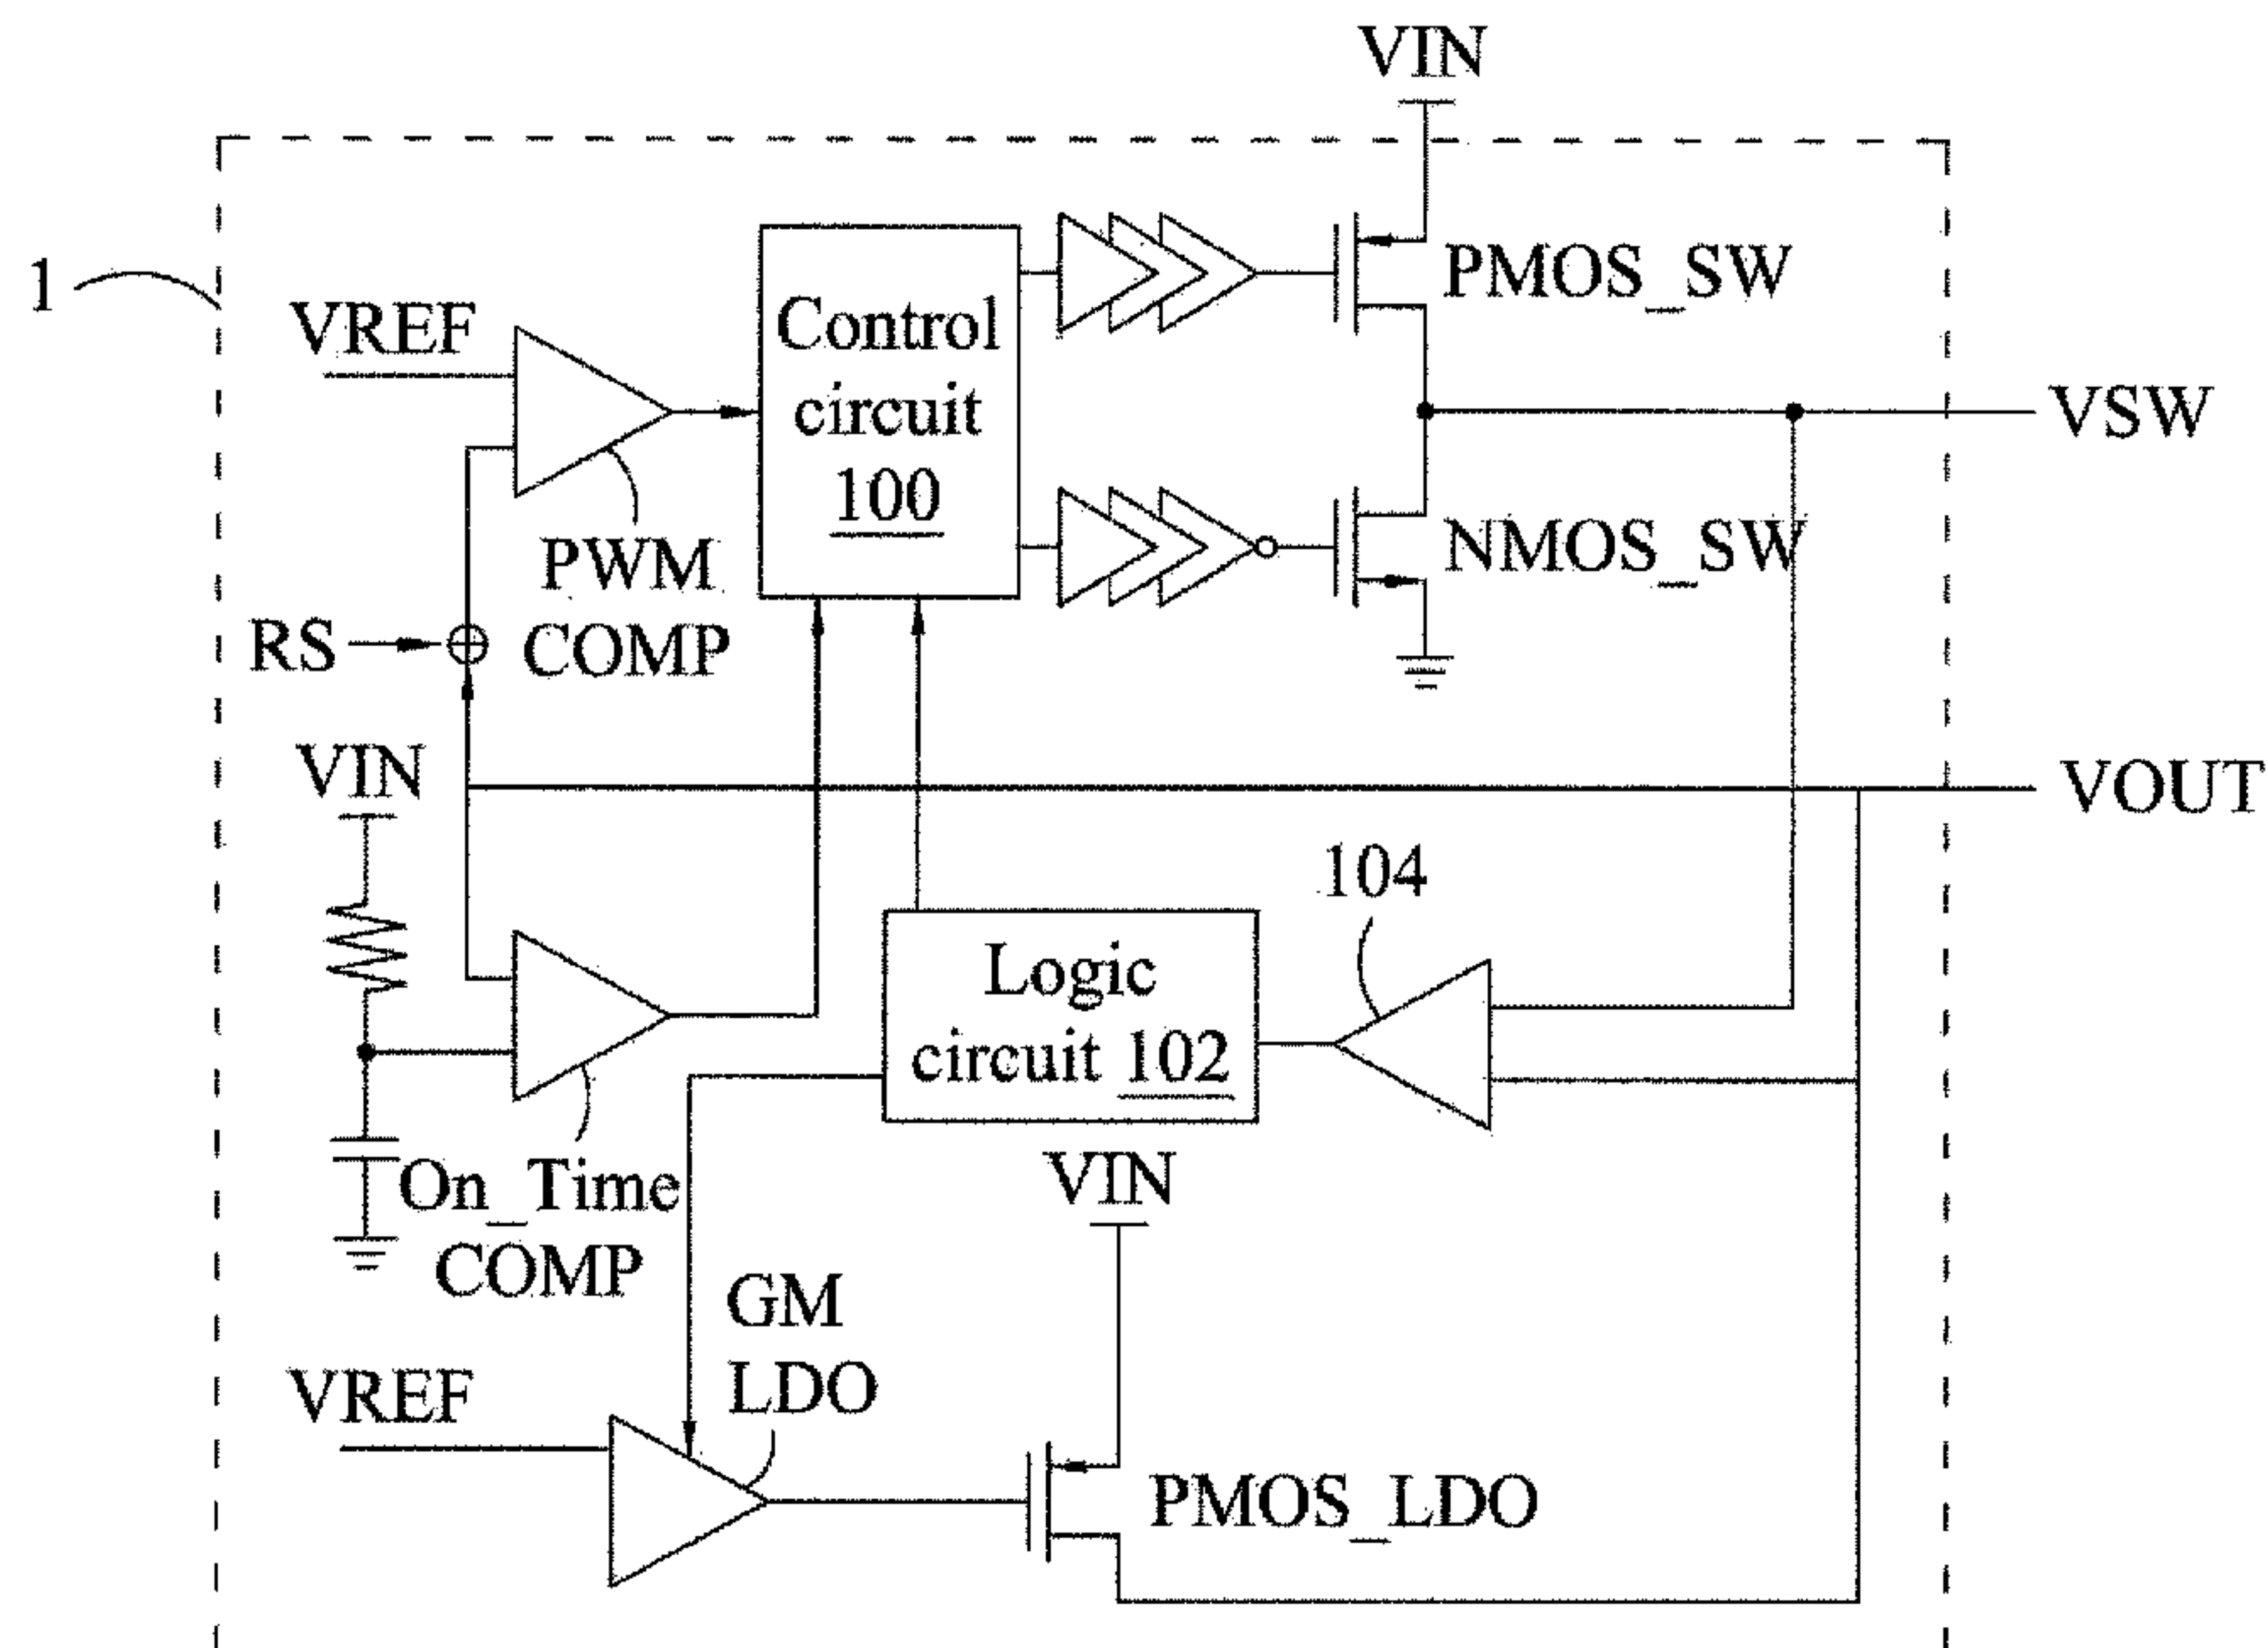 VIN
1
VREF
Control
circuit
100
PMOS_SW
VSW
PWM
COMP
NMOS_SW
RS
VIN
VOUT
104
Logic
circuit 102
On_Time
COMP
VIN
GM
LDO
VREF
PMOS_LDO